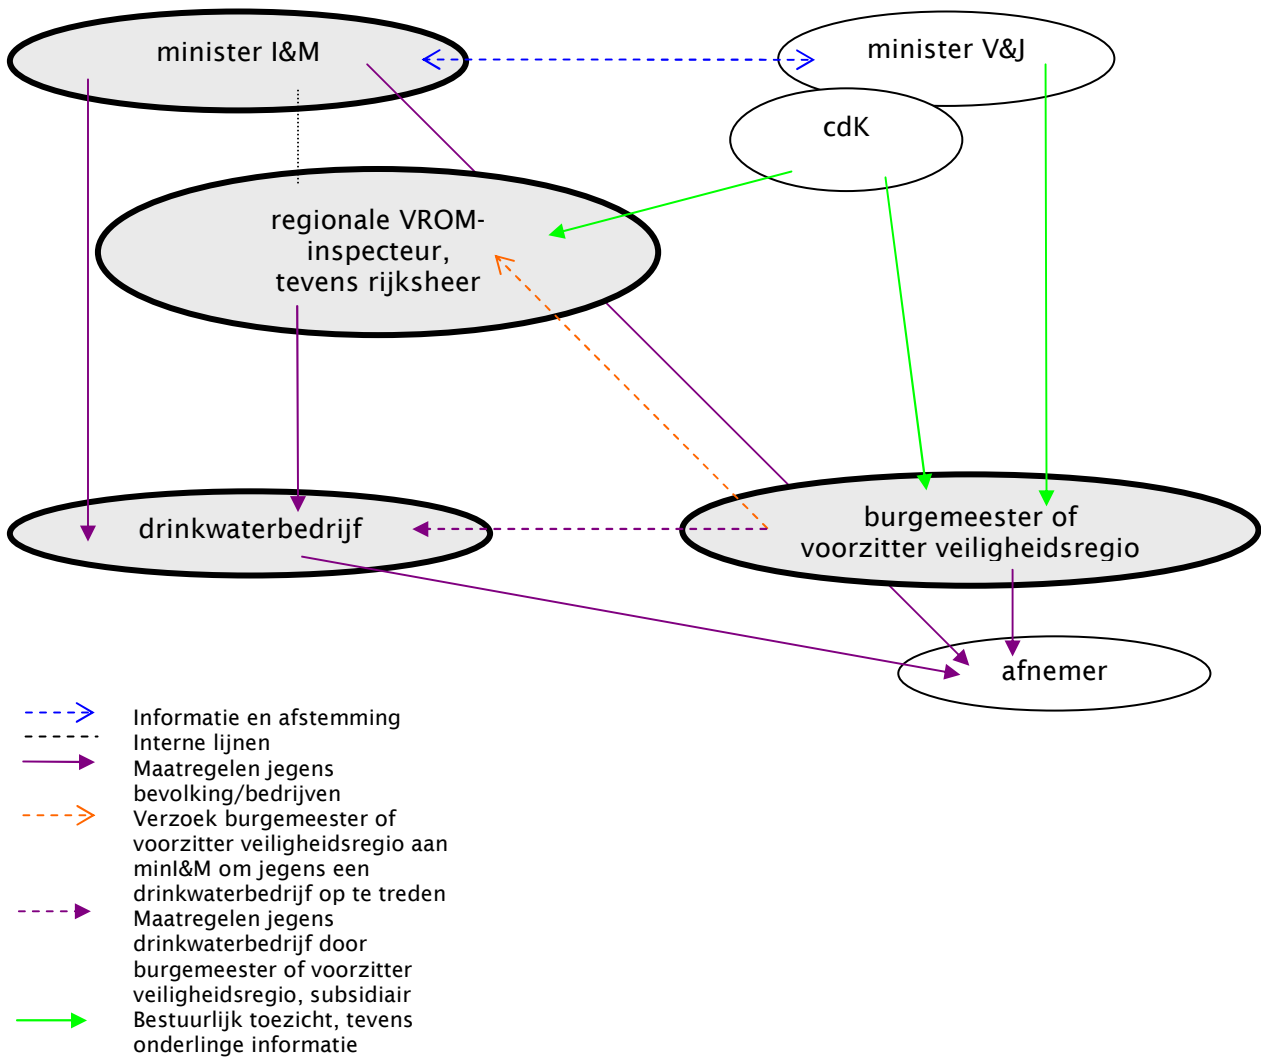 minister I&M
minister V&J
cdK
regionale VROM-
inspecteur,
tevens rijksheer
drinkwaterbedrijf
burgemeester of
voorzitter veiligheidsregio
afnemer
Informatie en afstemming
Interne lijnen
Maatregelen jegens
bevolking/bedrijven
Verzoek burgemeester of
voorzitter veiligheidsregio aan
minI&M om jegens een
drinkwaterbedrijf op te treden
Maatregelen jegens
drinkwaterbedrijf door
burgemeester of voorzitter
veiligheidsregio, subsidiair
Bestuurlijk toezicht, tevens
onderlinge informatie